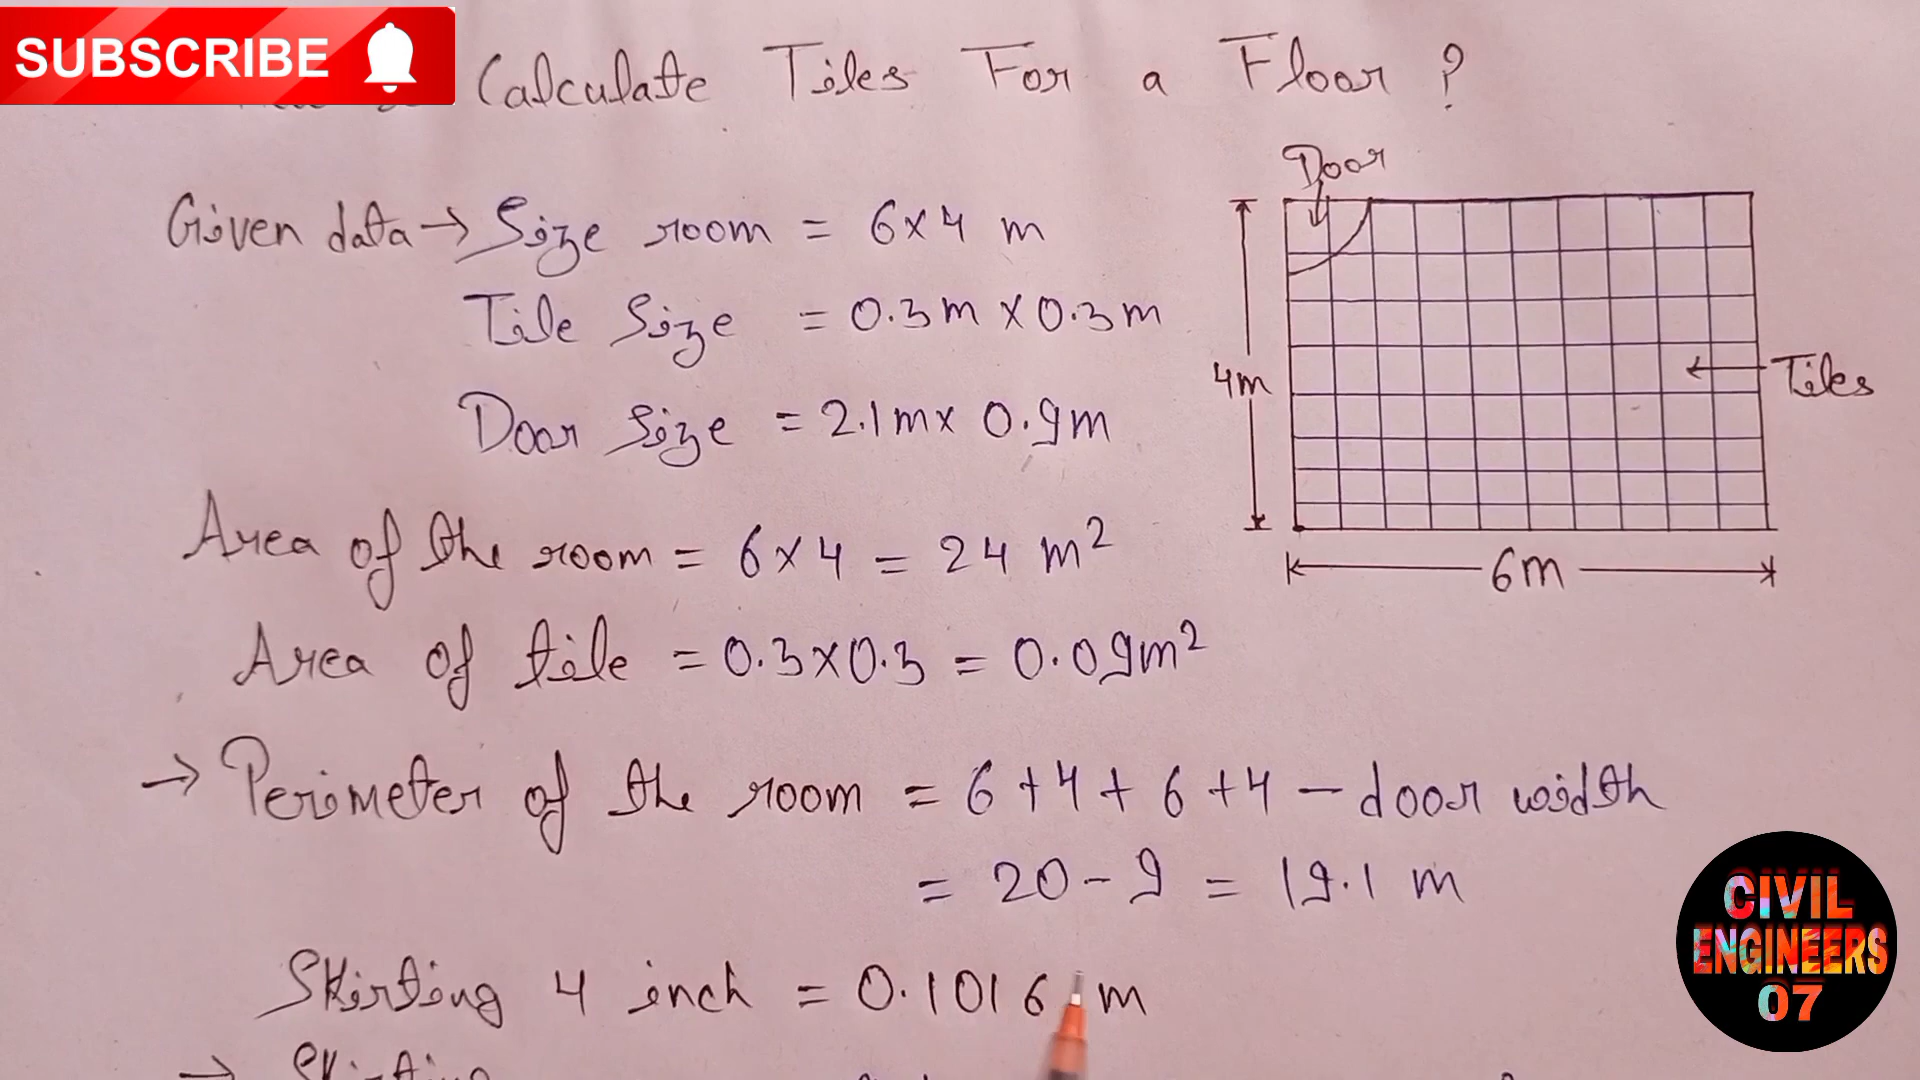 SUBSCRIBE
Calculate Tiles For a Floor ?
Door
Given data → Size room = 6×4 m
Tile Size = 0.3m × 0.3m
4m
Tiles
Door Size = 2.1m× 0.9m
Area of the room = 6×4 = 24 m²
6m
Area of tile = 0.3×0.3 = 0.09m²
→ Perimeter of the room = 6+4+6+4 – door width
= 20 - 9 = 19.1 m
CIVIL
ENGINEERS
07
Skirting 4 inch = 0.1016 m
→ Skirting